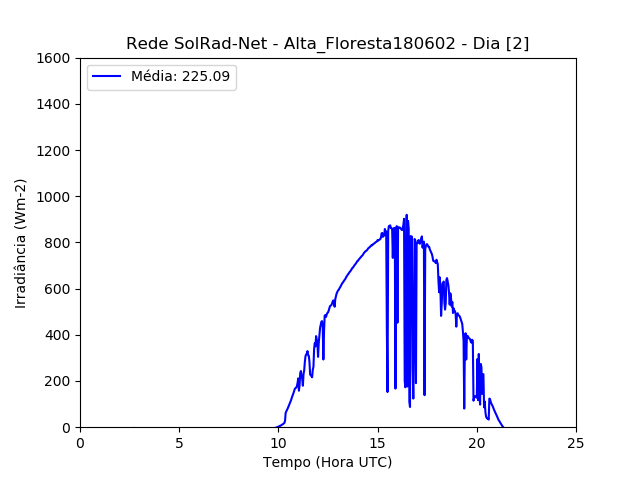 Rede SolRad-Net - Alta_Floresta180602 - Dia [2]
Média: 225.09
1600
1400
1200
1000
800
600
400
200
0
Irradiância (Wm-2)
0 5 10 15 20 25
Tempo (Hora UTC)